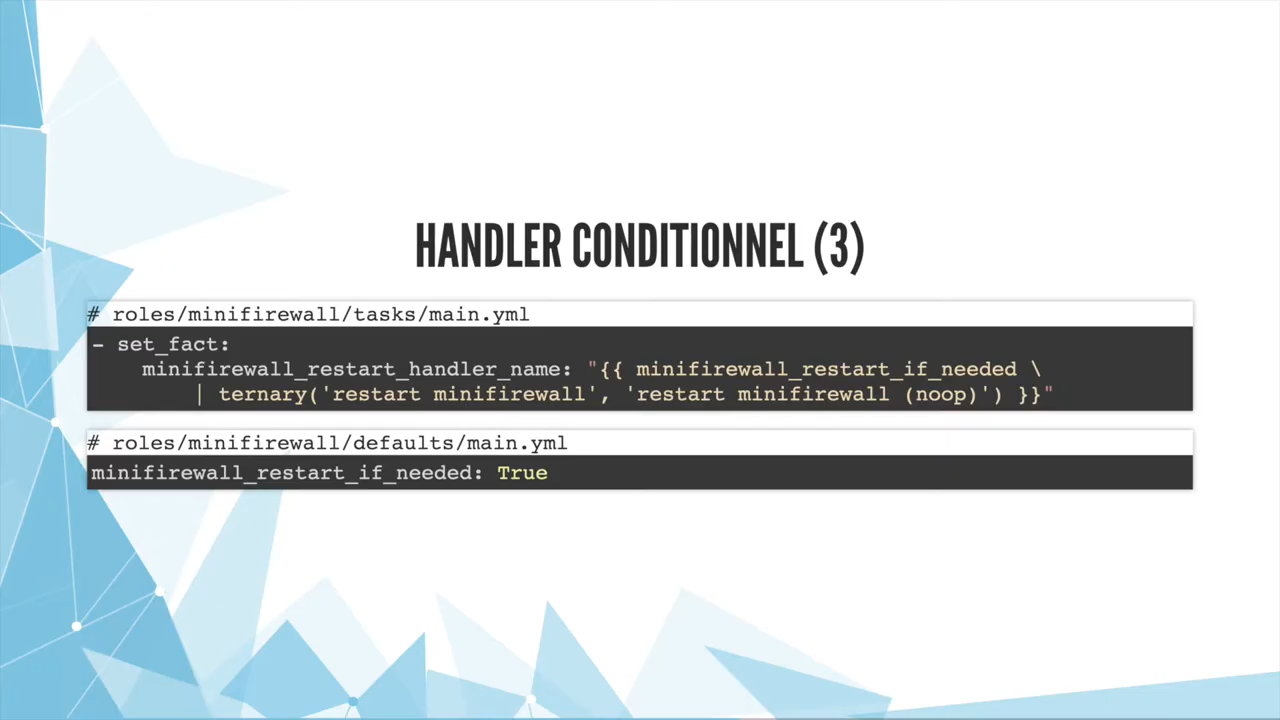 HANDLER CONDITIONNEL (3)
# roles/minifirewall/tasks/main.yml
- set_fact:
    minifirewall_restart_handler_name: "{{ minifirewall_restart_if_needed \
        | ternary('restart minifirewall', 'restart minifirewall (noop)') }}"
# roles/minifirewall/defaults/main.yml
minifirewall_restart_if_needed: True